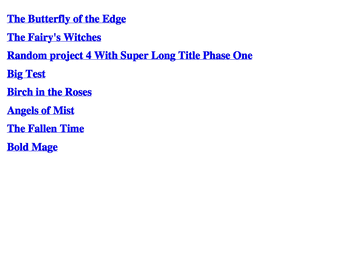 The Butterfly of the Edge
The Fairy's Witches
Random project 4 With Super Long Title Phase One
Big Test
Birch in the Roses
Angels of Mist
The Fallen Time
Bold Mage